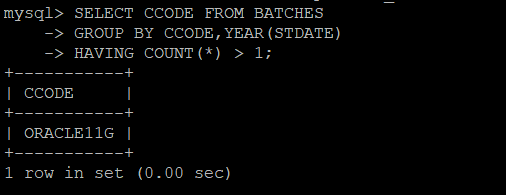 mysql> SELECT CCODE FROM BATCHES
    -> GROUP BY CCODE,YEAR(STDATE)
    -> HAVING COUNT(*) > 1;
+-----------+
| CCODE     |
+-----------+
| ORACLE11G |
+-----------+
1 row in set (0.00 sec)